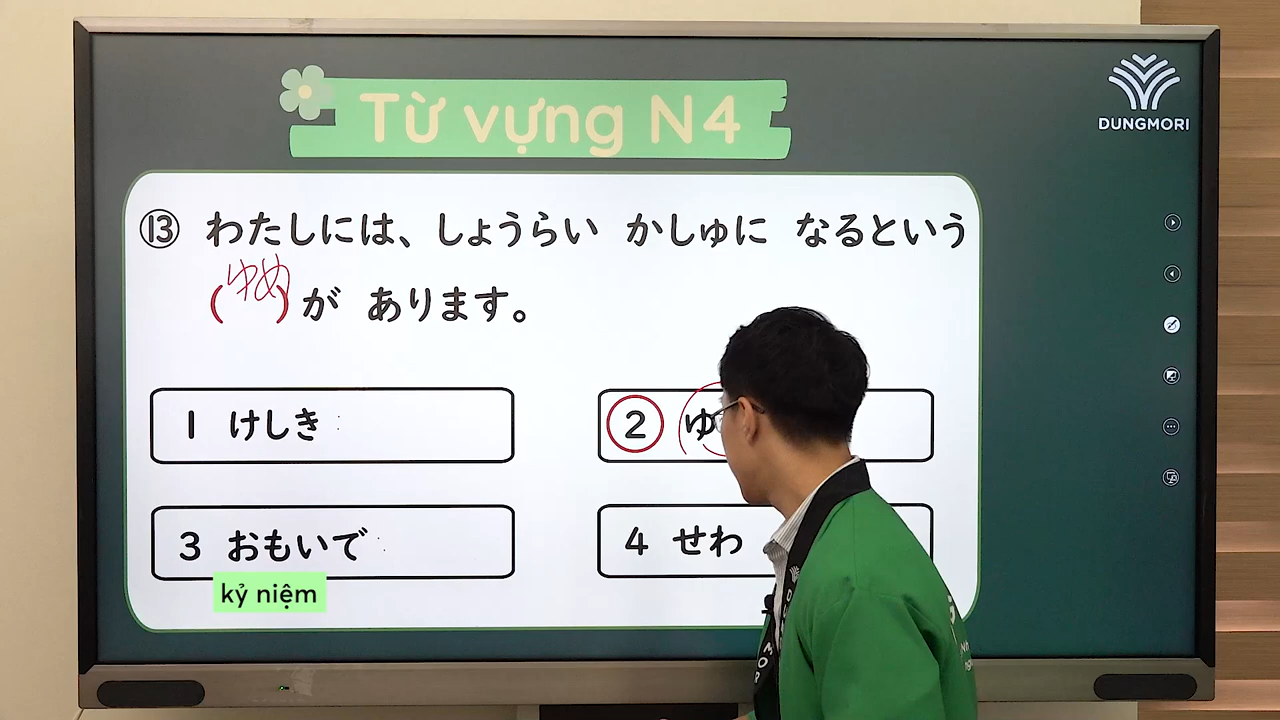 Từ vựng N4
DUNGMORI
⑬ わたしには、しょうらい かしゅに なるという
(ゆめ)が あります。
1 けしき
2 ゆ
3 おもいで
4 せわ
kỷ niệm